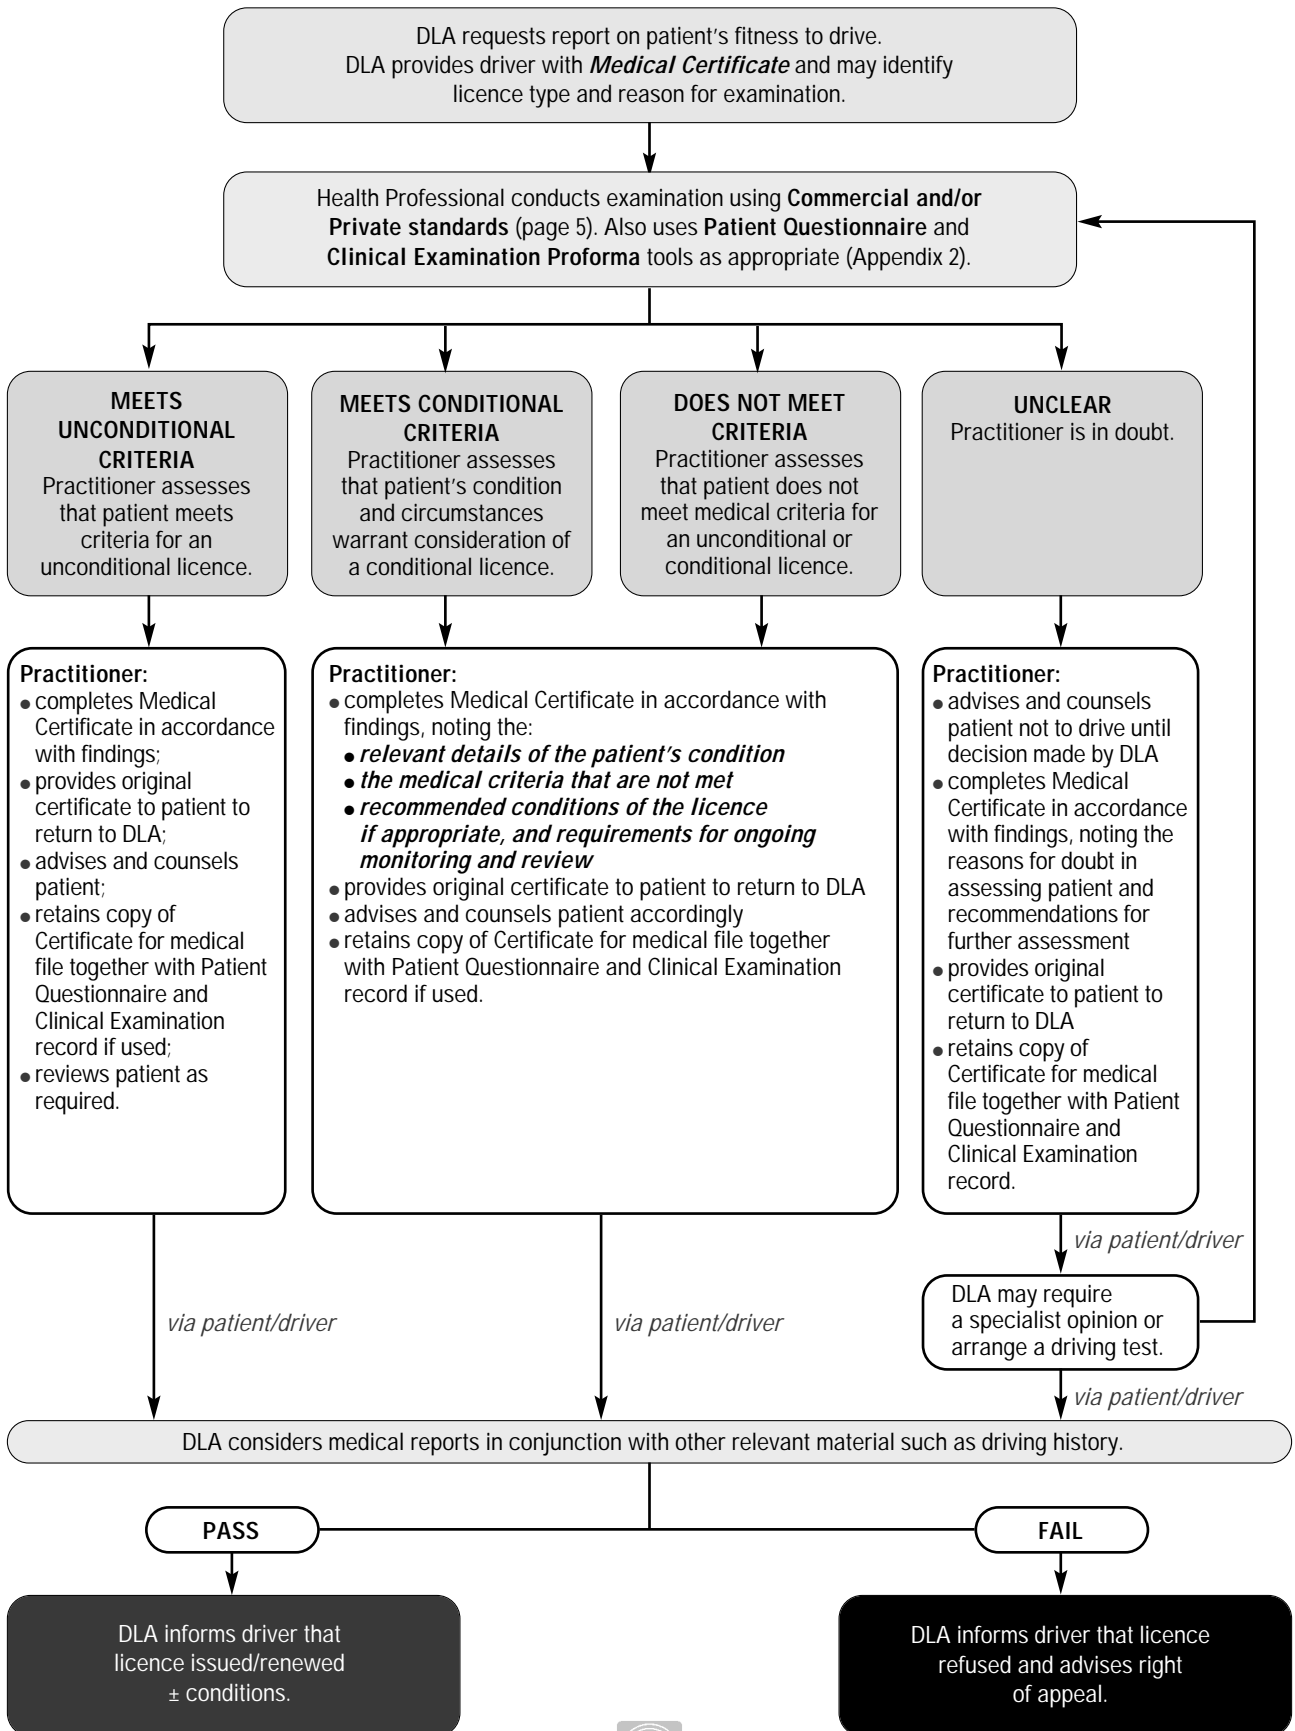 DLA requests report on patient's fitness to drive.
DLA provides driver with Medical Certificate and may identify
licence type and reason for examination.
Health Professional conducts examination using Commercial and/or
Private standards (page 5). Also uses Patient Questionnaire and
Clinical Examination Proforma tools as appropriate (Appendix 2).
MEETS
UNCONDITIONAL
CRITERIA
Practitioner assesses
that patient meets
criteria for an
unconditional licence.
MEETS CONDITIONAL
CRITERIA
Practitioner assesses
that patient's condition
and circumstances
warrant consideration of
a conditional licence.
DOES NOT MEET
CRITERIA
Practitioner assesses
that patient does not
meet medical criteria for
an unconditional or
conditional licence.
UNCLEAR
Practitioner is in doubt.
Practitioner:
• completes Medical
Certificate in accordance
with findings;
• provides original
certificate to patient to
return to DLA;
• advises and counsels
patient;
• retains copy of
Certificate for medical
file together with Patient
Questionnaire and
Clinical Examination
record if used;
• reviews patient as
required.
Practitioner:
• completes Medical Certificate in accordance with
findings, noting the:
• relevant details of the patient's condition
• the medical criteria that are not met
• recommended conditions of the licence
if appropriate, and requirements for ongoing
monitoring and review
• provides original certificate to patient to return to DLA
• advises and counsels patient accordingly
• retains copy of Certificate for medical file together
with Patient Questionnaire and Clinical Examination
record if used.
Practitioner:
• advises and counsels
patient not to drive until
decision made by DLA
• completes Medical
Certificate in accordance
with findings, noting the
reasons for doubt in
assessing patient and
recommendations for
further assessment
• provides original
certificate to patient to
return to DLA
• retains copy of
Certificate for medical
file together with Patient
Questionnaire and
Clinical Examination
record.
via patient/driver
via patient/driver
via patient/driver
DLA may require
a specialist opinion or
arrange a driving test.
via patient/driver
DLA considers medical reports in conjunction with other relevant material such as driving history.
PASS
FAIL
DLA informs driver that
licence issued/renewed
± conditions.
DLA informs driver that licence
refused and advises right
of appeal.